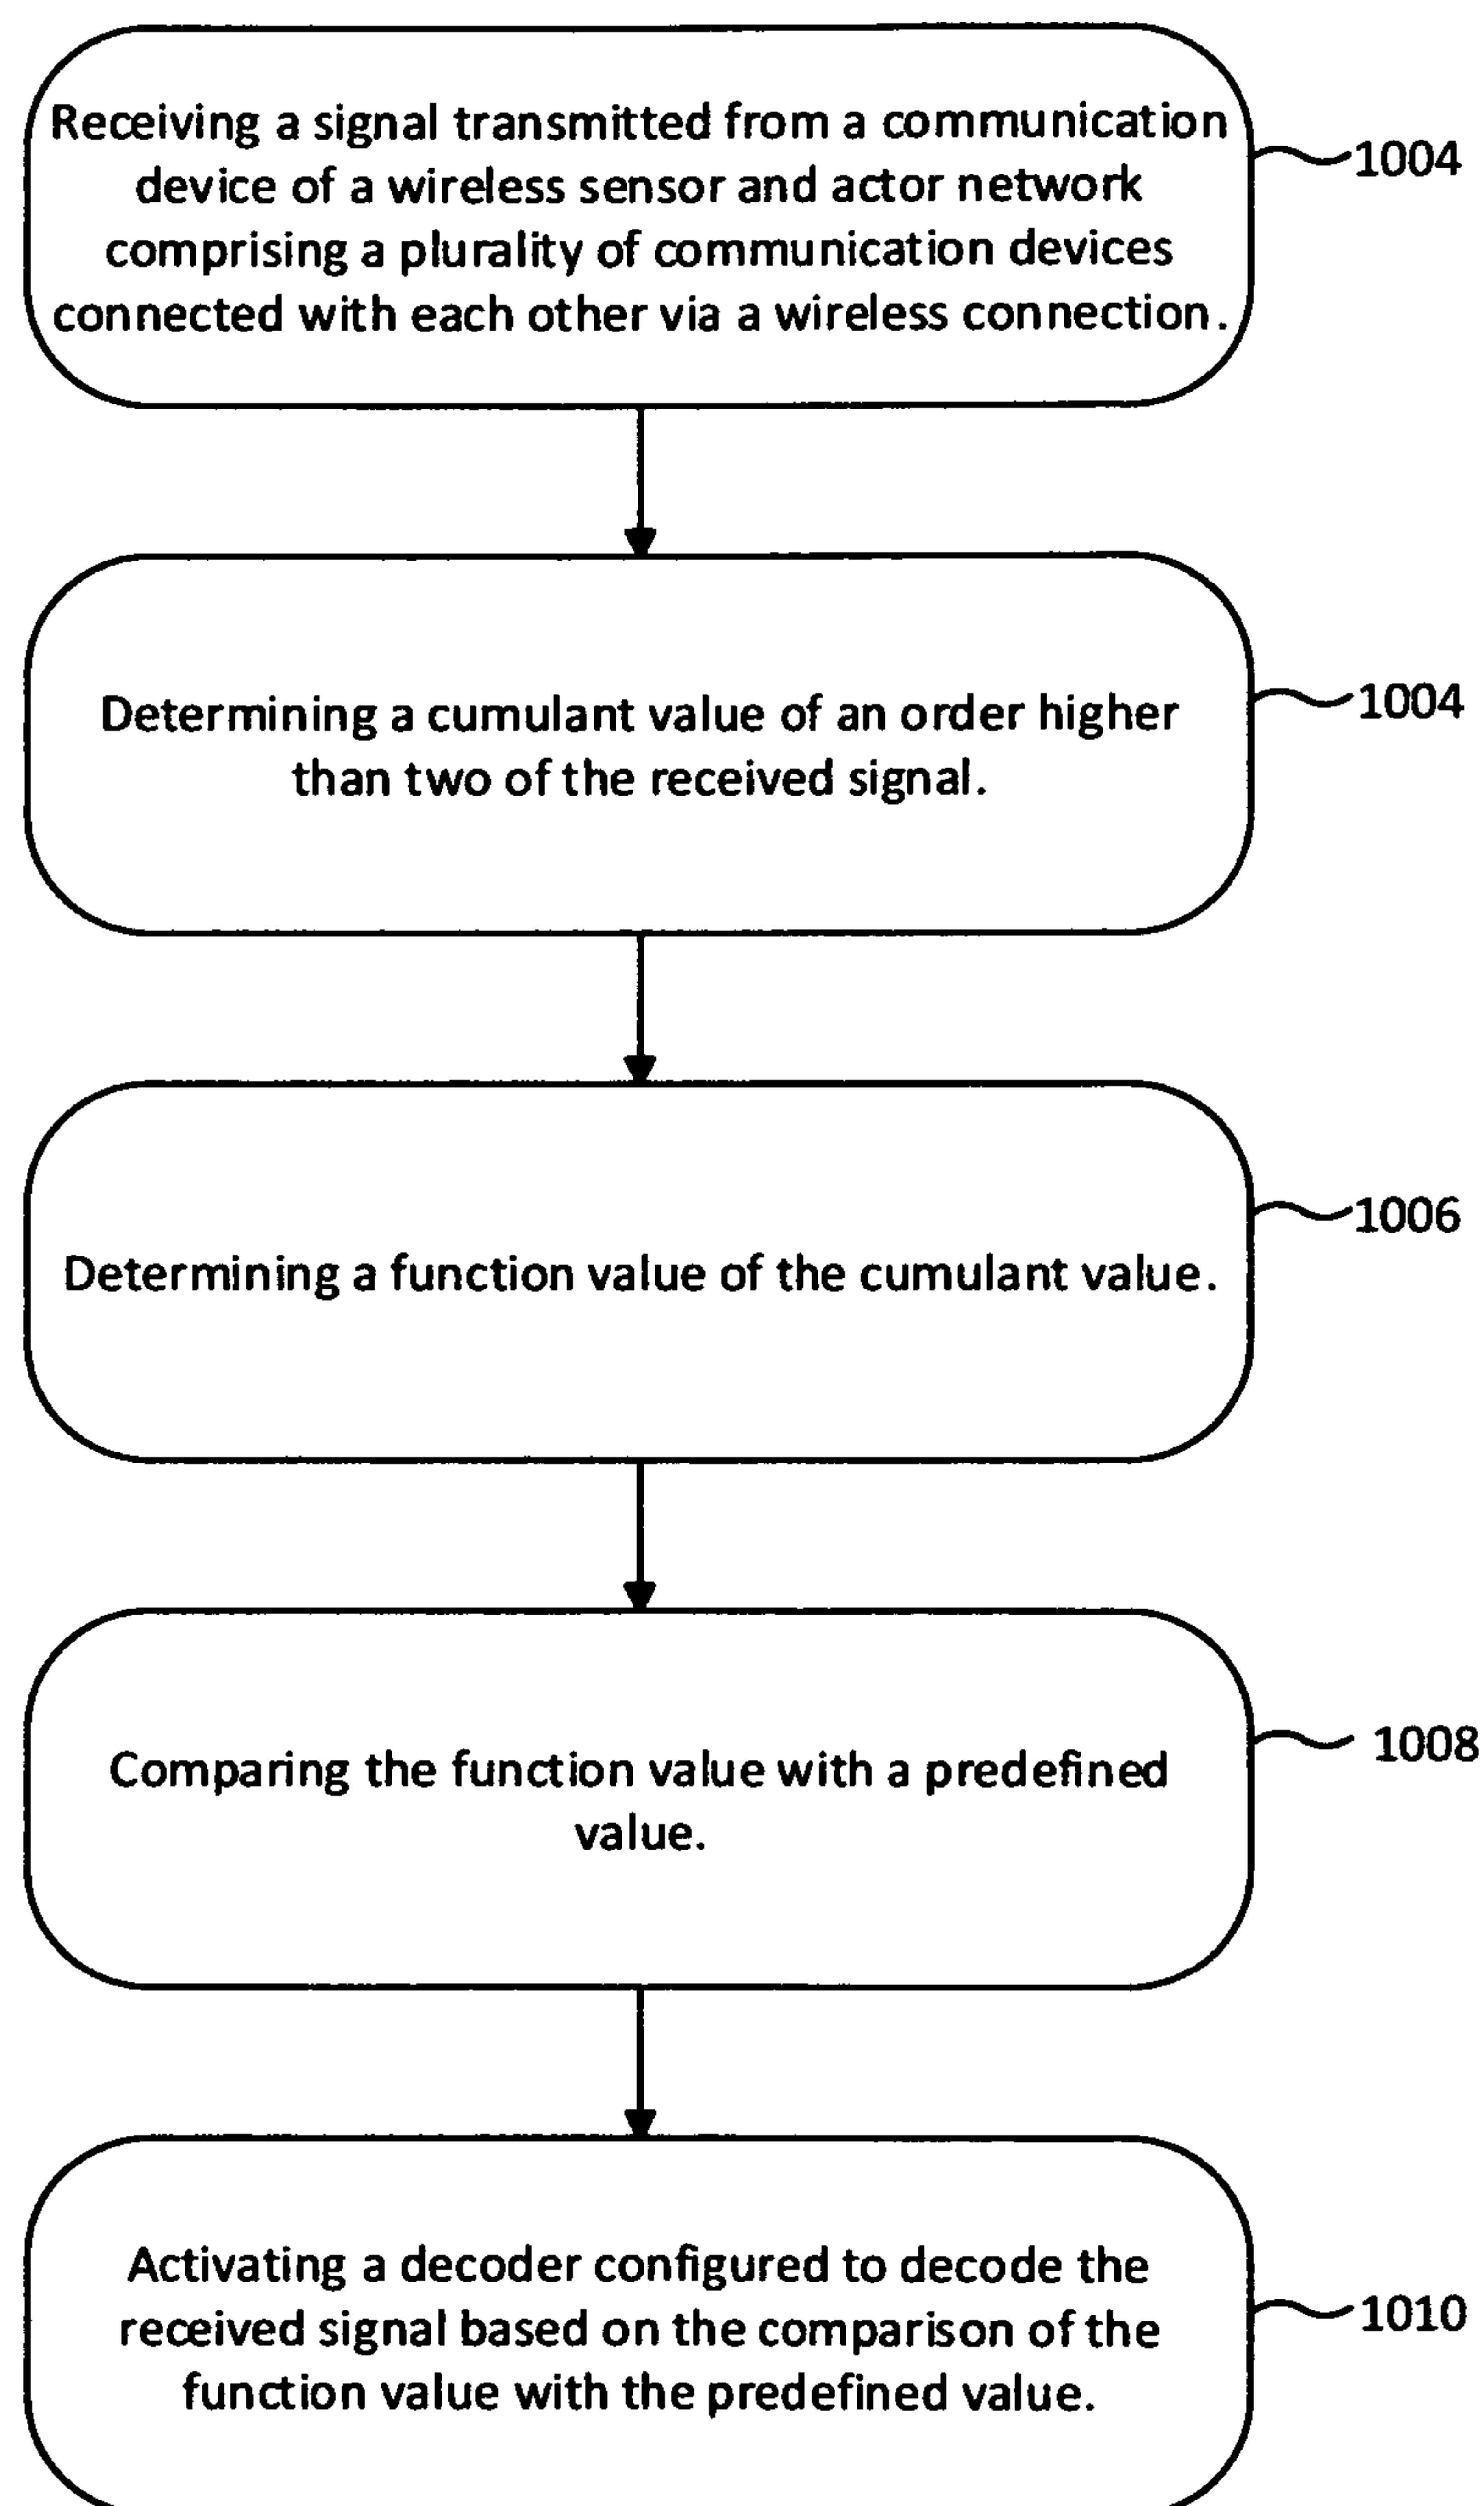 Receiving a signal transmitted from a communication
device of a wireless sensor and actor network
comprising a plurality of communication devices
connected with each other via a wireless connection.
1004
Determining a cumulant value of an order higher
than two of the received signal.
1004
Determining a function value of the cumulant value.
1006
Comparing the function value with a predefined
value.
1008
Activating a decoder configured to decode the
received signal based on the comparison of the
function value with the predefined value.
1010